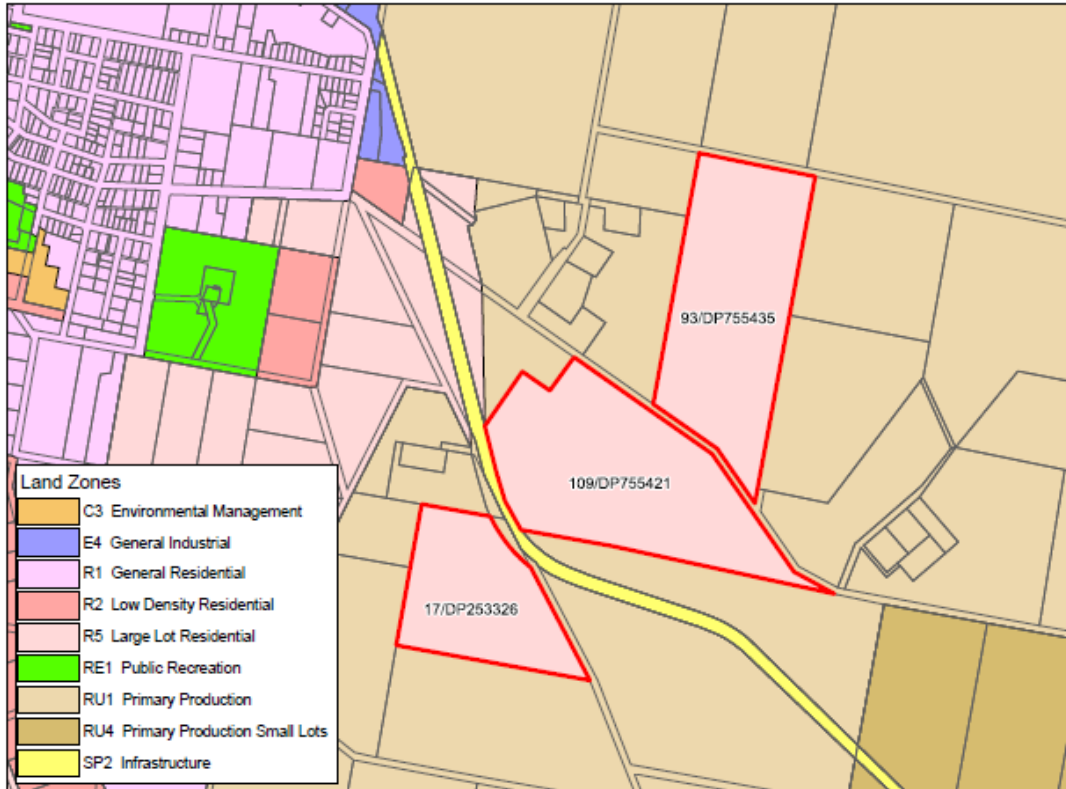 93/DP755435
109/DP755421
17/DP253326
Land Zones
C3 Environmental Management
E4 General Industrial
R1 General Residential
R2 Low Density Residential
R5 Large Lot Residential
RE1 Public Recreation
RU1 Primary Production
RU4 Primary Production Small Lots
SP2 Infrastructure